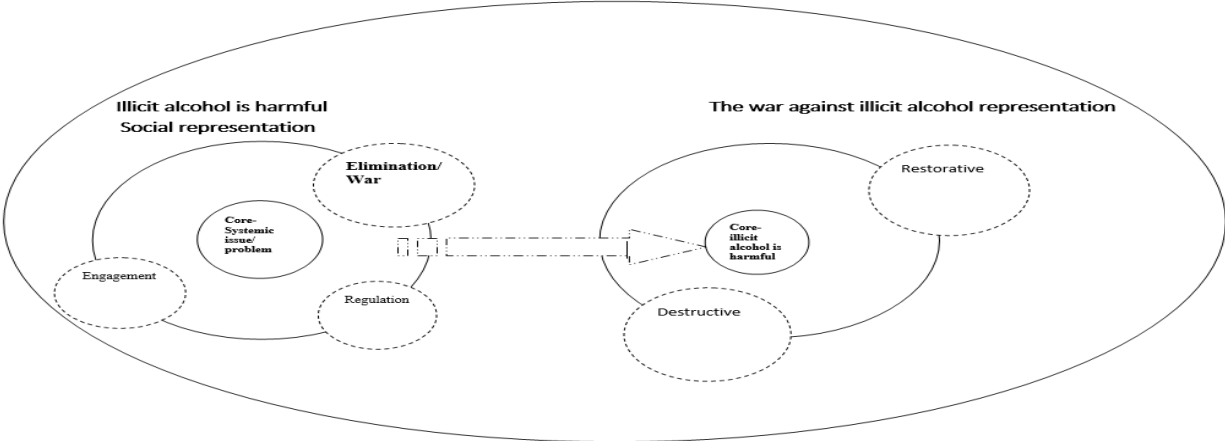 Illicit alcohol is harmful
Social representation
Elimination/
War
Core-
Systemic
issue/
problem
Engagement
Regulation
The war against illicit alcohol representation
Restorative
Core-
illicit
alcohol is
harmful
Destructive